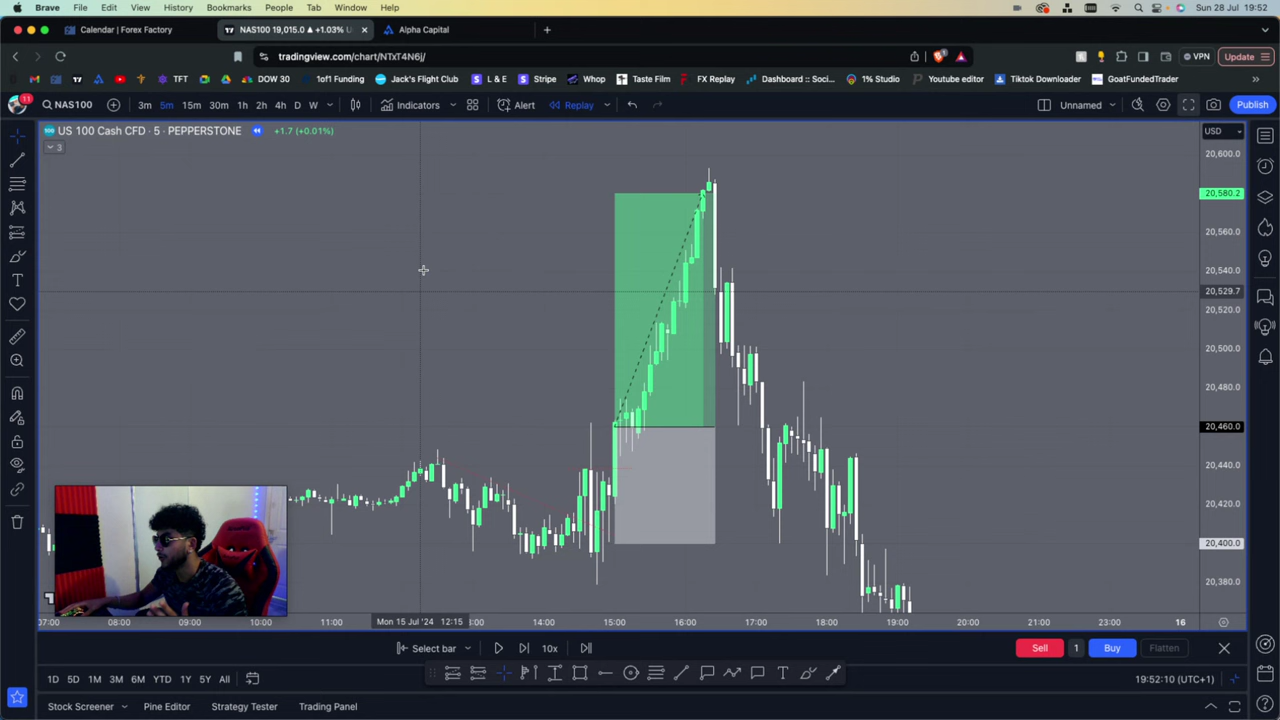 Brave File Edit View History Bookmarks People Tab Window Help Sun 28 Jul 19:52
Calendar | Forex Factory NAS100 19,015.0 ▲ +1.03% U Alpha Capital
tradingview.com/chart/NTxT4N6j/ VPN Update
TFT DOW 30 1of1 Funding Jack's Flight Club L & E Stripe Whop Taste Film FX Replay Dashboard :: Soci... 1% Studio Youtube editor Tiktok Downloader GoatFundedTrader
11 NAS100 3m 5m 15m 30m 1h 2h 4h D W Indicators Alert Replay Unnamed Publish
US 100 Cash CFD · 5 · PEPPERSTONE +1.7 (+0.01%) USD
3
20,600.0
20,580.2
20,560.0
20,540.0
20,529.7
20,520.0
20,500.0
20,480.0
20,460.0
20,440.0
20,420.0
20,400.0
20,380.0
07:00 08:00 09:00 10:00 11:00 Mon 15 Jul '24 12:15 :00 14:00 15:00 16:00 17:00 18:00 19:00 20:00 21:00 22:00 23:00 16
Select bar 10x Sell 1 Buy Flatten
1D 5D 1M 3M 6M YTD 1Y 5Y All 19:52:10 (UTC+1)
Stock Screener Pine Editor Strategy Tester Trading Panel